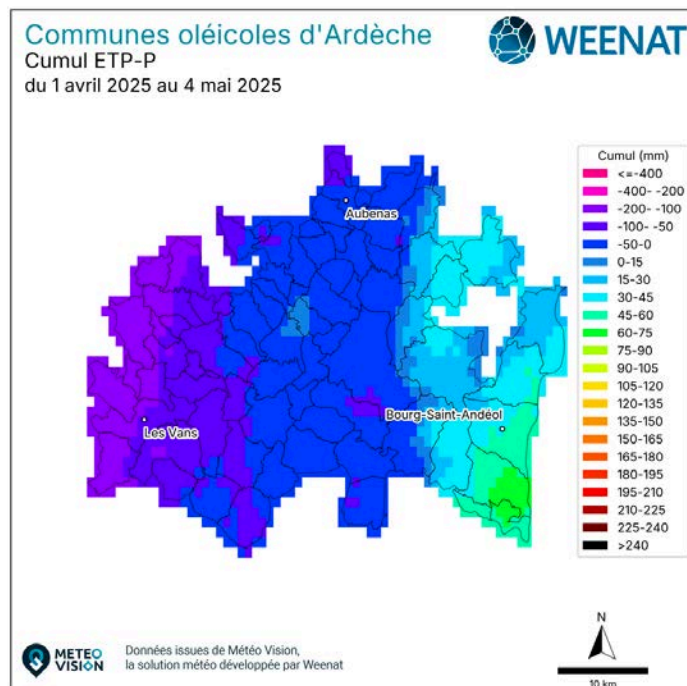 Communes oléicoles d'Ardèche
WEENAT
Cumul ETP-P
du 1 avril 2025 au 4 mai 2025
Cumul (mm)
<=-400
-400- -200
-200- -100
-100- -50
-50-0
0-15
15-30
30-45
45-60
60-75
75-90
90-105
105-120
120-135
135-150
150-165
165-180
180-195
195-210
210-225
225-240
>240
Aubenas
Bourg-Saint-Andéol
Les Vans
METEO
VISION
Données issues de Météo Vision,
la solution météo développée par Weenat
N
10 km